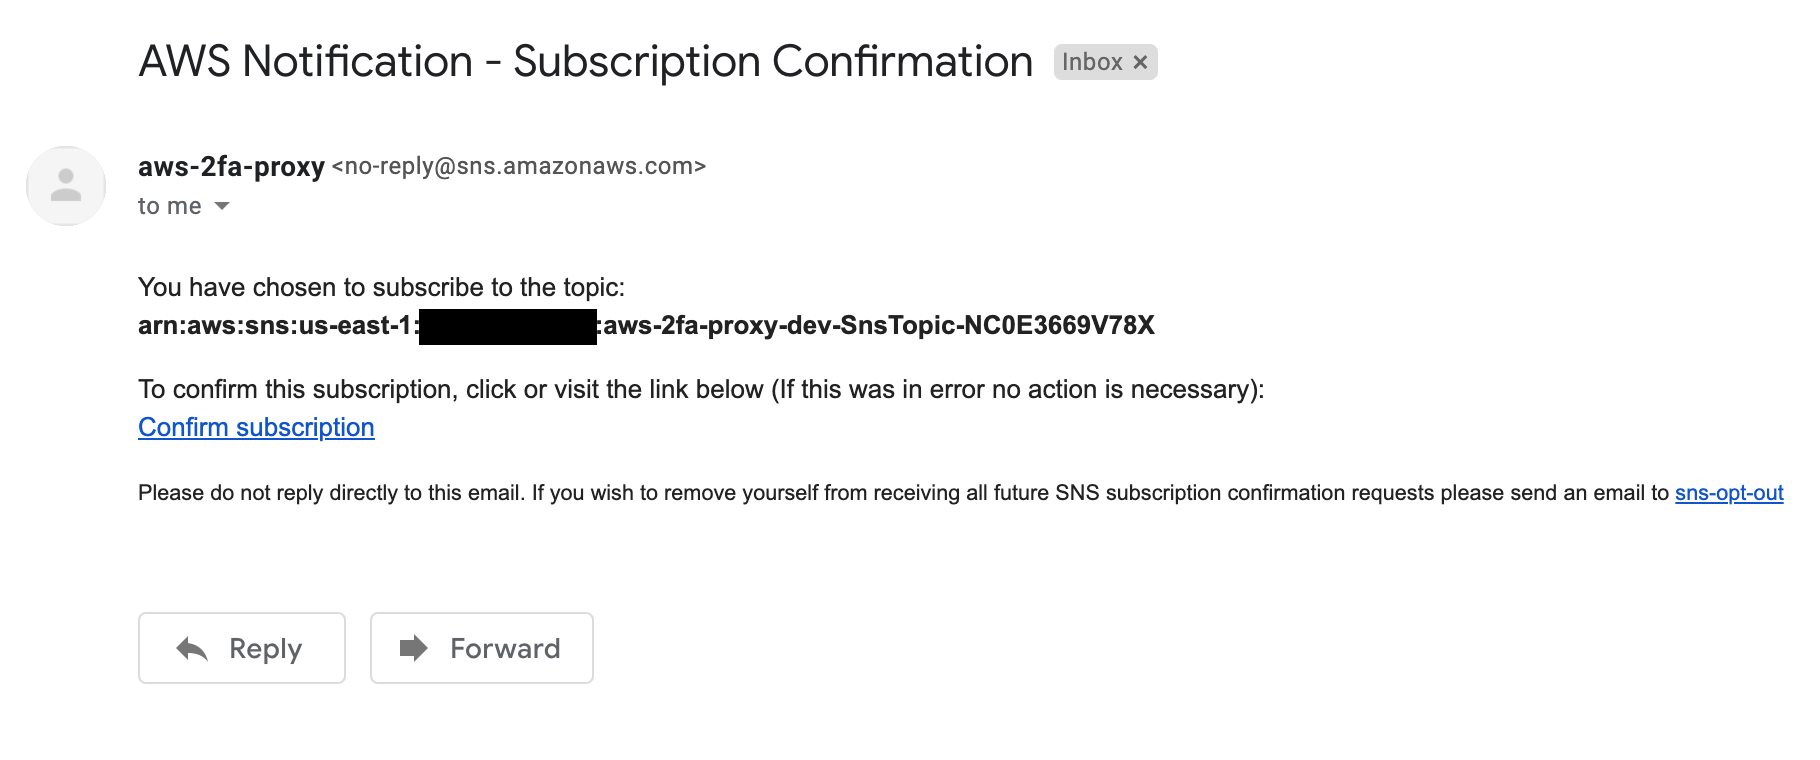 AWS Notification - Subscription Confirmation Inbox ×
aws-2fa-proxy <no-reply@sns.amazonaws.com>
to me
You have chosen to subscribe to the topic:
arn:aws:sns:us-east-1: :aws-2fa-proxy-dev-SnsTopic-NC0E3669V78X
To confirm this subscription, click or visit the link below (If this was in error no action is necessary):
Confirm subscription
Please do not reply directly to this email. If you wish to remove yourself from receiving all future SNS subscription confirmation requests please send an email to sns-opt-out
Reply Forward